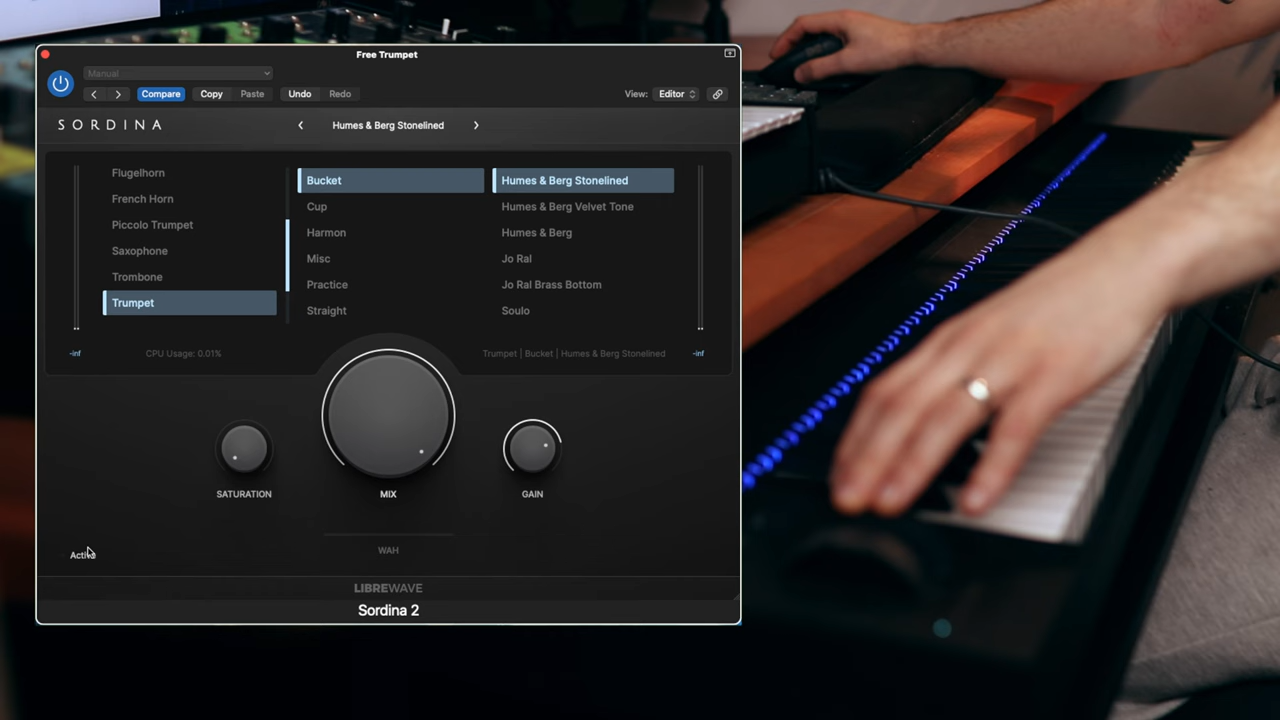 Free Trumpet
Manual
Compare Copy Paste Undo Redo View: Editor
SORDINA Humes & Berg Stonelined
Flugelhorn
French Horn
Piccolo Trumpet
Saxophone
Trombone
Trumpet
Bucket
Cup
Harmon
Misc
Practice
Straight
Humes & Berg Stonelined
Humes & Berg Velvet Tone
Humes & Berg
Jo Ral
Jo Ral Brass Bottom
Soulo
-inf CPU Usage: 0.01% Trumpet | Bucket | Humes & Berg Stonelined -inf
SATURATION MIX GAIN
WAH
LIBREWAVE
Sordina 2